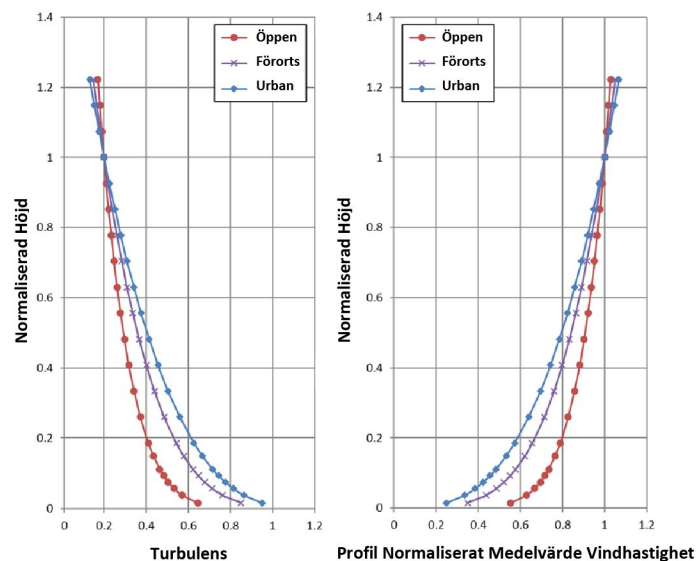 1.4
1.2
1
0.8
0.6
0.4
0.2
0
Normaliserad Höjd
Öppen
Förorts
Urban
0 0.2 0.4 0.6 0.8 1 1.2
Turbulens
1.4
1.2
1
0.8
0.6
0.4
0.2
0
Normaliserad Höjd
Öppen
Förorts
Urban
0 0.2 0.4 0.6 0.8 1 1.2
Profil Normaliserat Medelvärde Vindhastighet